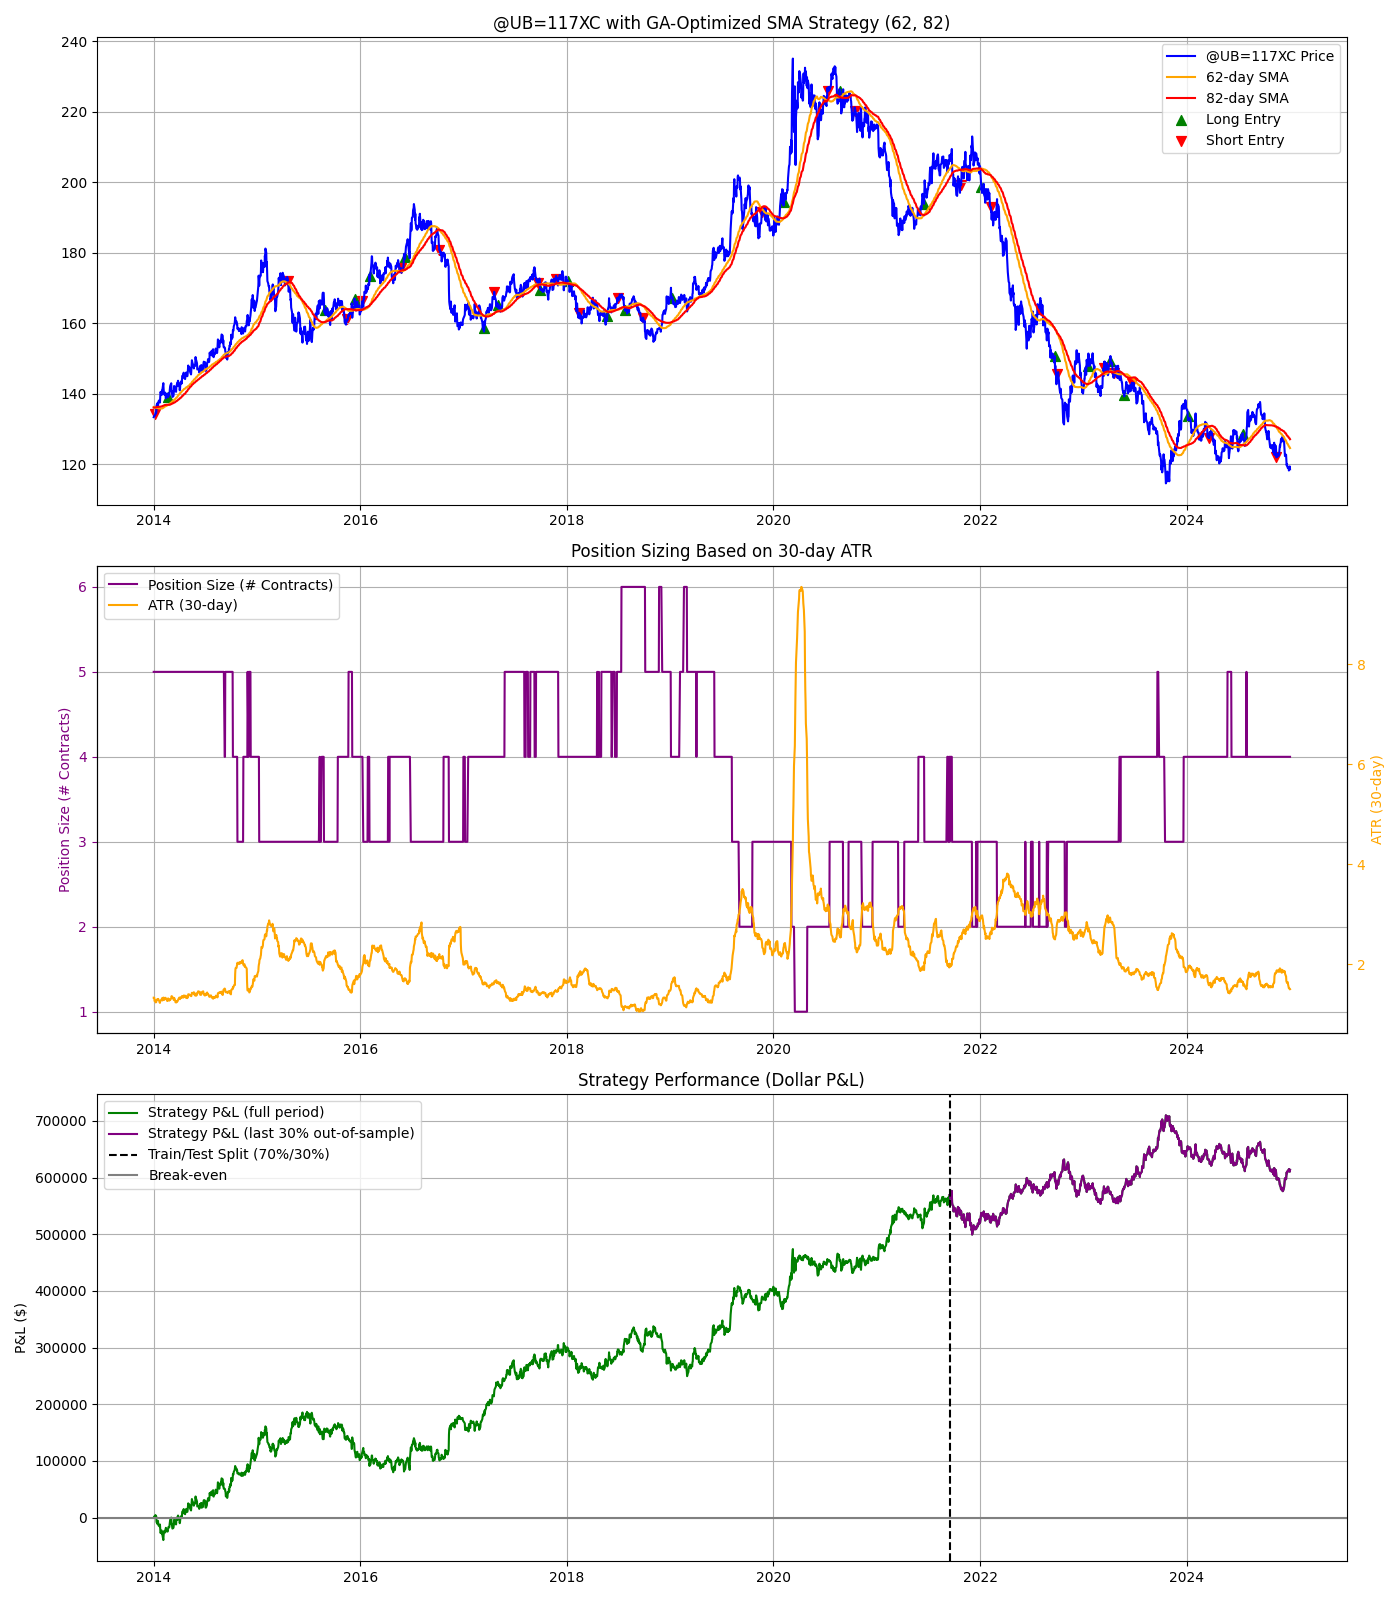 @UB=117XC with GA-Optimized SMA Strategy (62, 82)
240
220
200
180
160
140
120
@UB=117XC Price
62-day SMA
82-day SMA
Long Entry
Short Entry
2014 2016 2018 2020 2022 2024
Position Sizing Based on 30-day ATR
Position Size (# Contracts)
6
5
4
3
2
1
Position Size (# Contracts)
ATR (30-day)
8
6
4
2
ATR (30-day)
2014 2016 2018 2020 2022 2024
Strategy Performance (Dollar P&L)
P&L ($)
700000
600000
500000
400000
300000
200000
100000
0
Strategy P&L (full period)
Strategy P&L (last 30% out-of-sample)
Train/Test Split (70%/30%)
Break-even
2014 2016 2018 2020 2022 2024